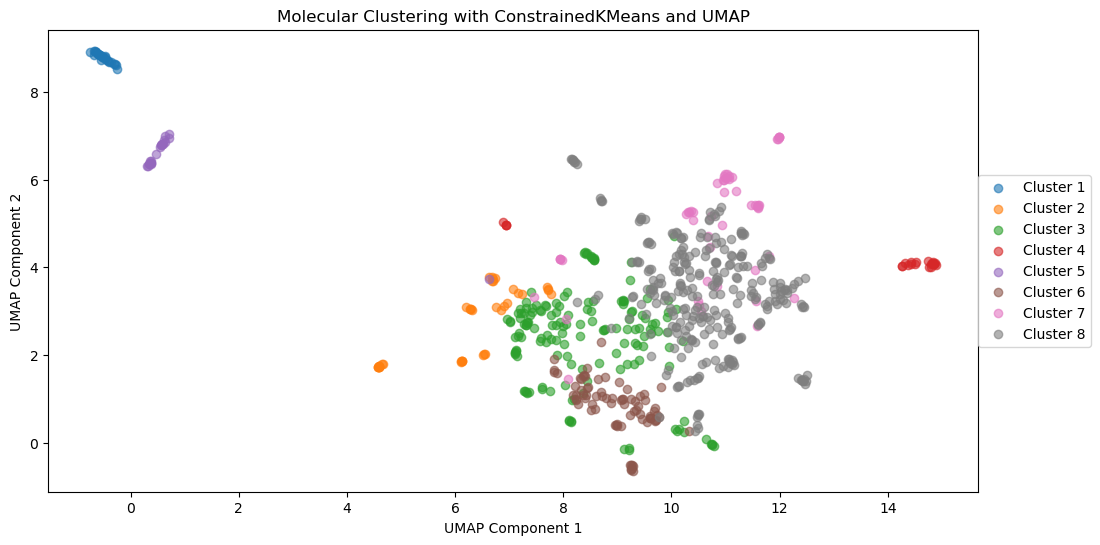 Molecular Clustering with ConstrainedKMeans and UMAP
UMAP Component 2
8
6
4
2
0
0 2 4 6 8 10 12 14
UMAP Component 1
Cluster 1
Cluster 2
Cluster 3
Cluster 4
Cluster 5
Cluster 6
Cluster 7
Cluster 8